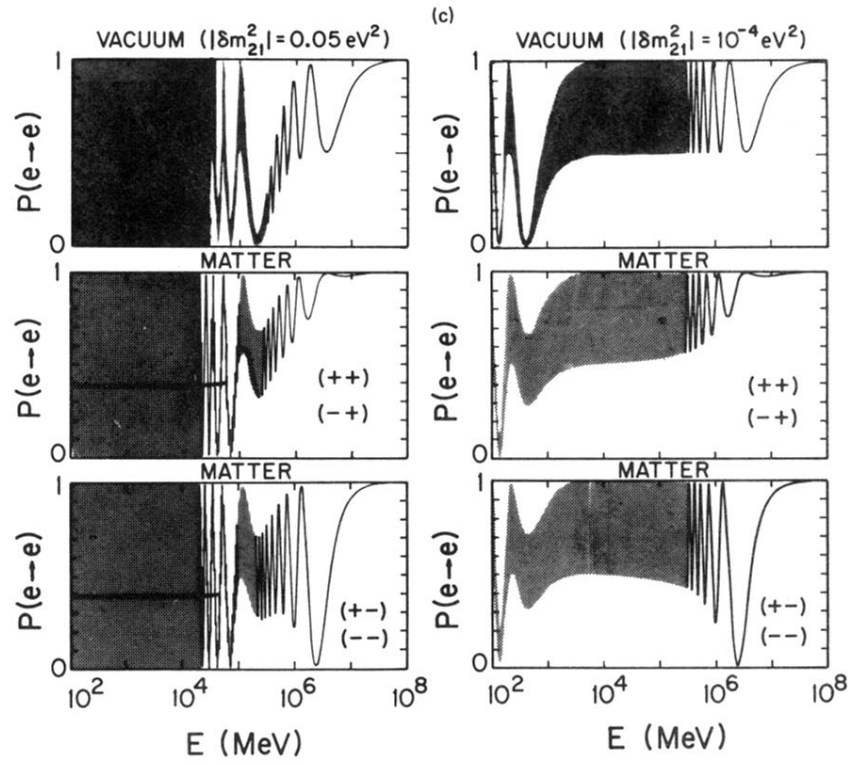 (c)
VACUUM (|δm²₂₁| = 0.05 eV²)
VACUUM (|δm²₂₁| = 10⁻⁴ eV²)
1
P(e→e)
0
1
P(e→e)
0
MATTER
1
P(e→e)
0
(++)
(-+)
MATTER
1
P(e→e)
0
(++)
(-+)
MATTER
1
P(e→e)
0
(+-)
(--)
MATTER
1
P(e→e)
0
(+-)
(--)
10² 10⁴ 10⁶ 10⁸
10² 10⁴ 10⁶ 10⁸
E (MeV)
E (MeV)